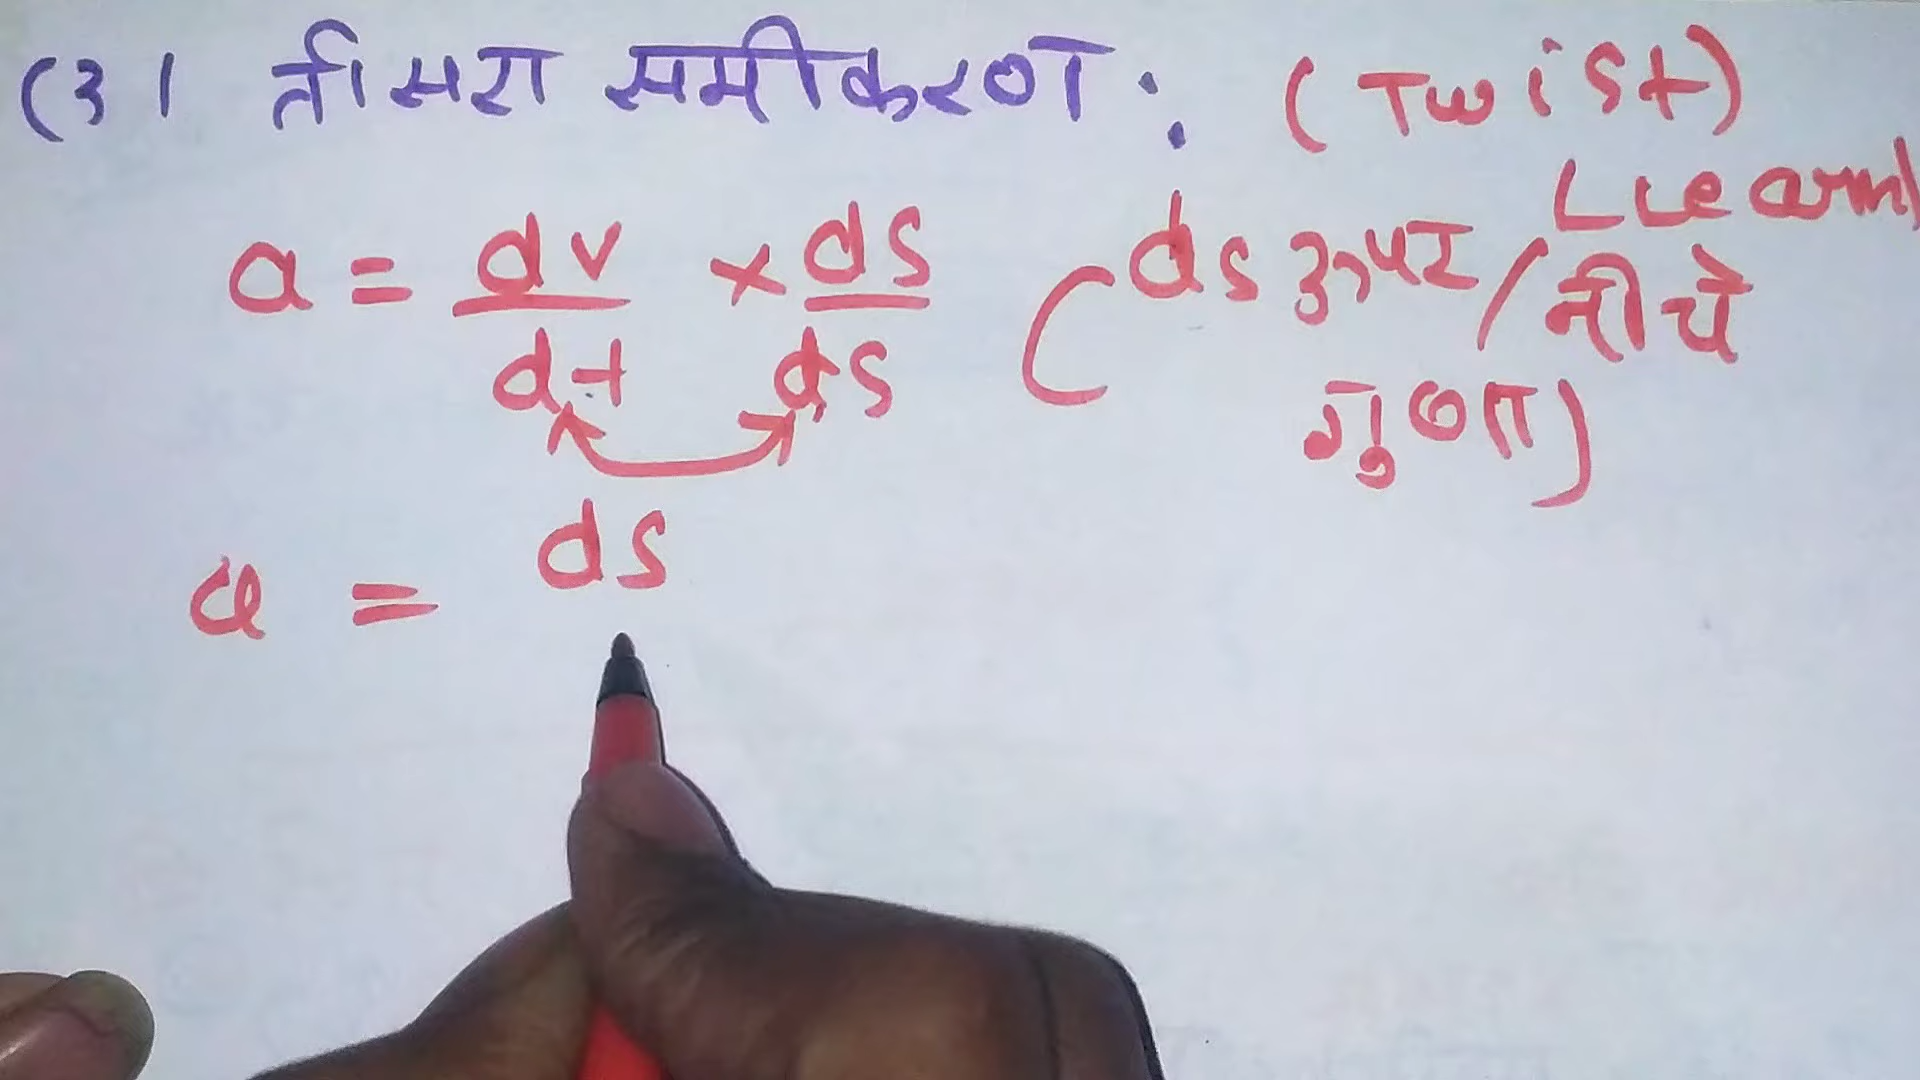 (3) तीसरा समीकरण : (Twist)
(Learn)
a = dv/dt × ds/ds (ds ऊपर / नीचे
गुणा)
a = ds